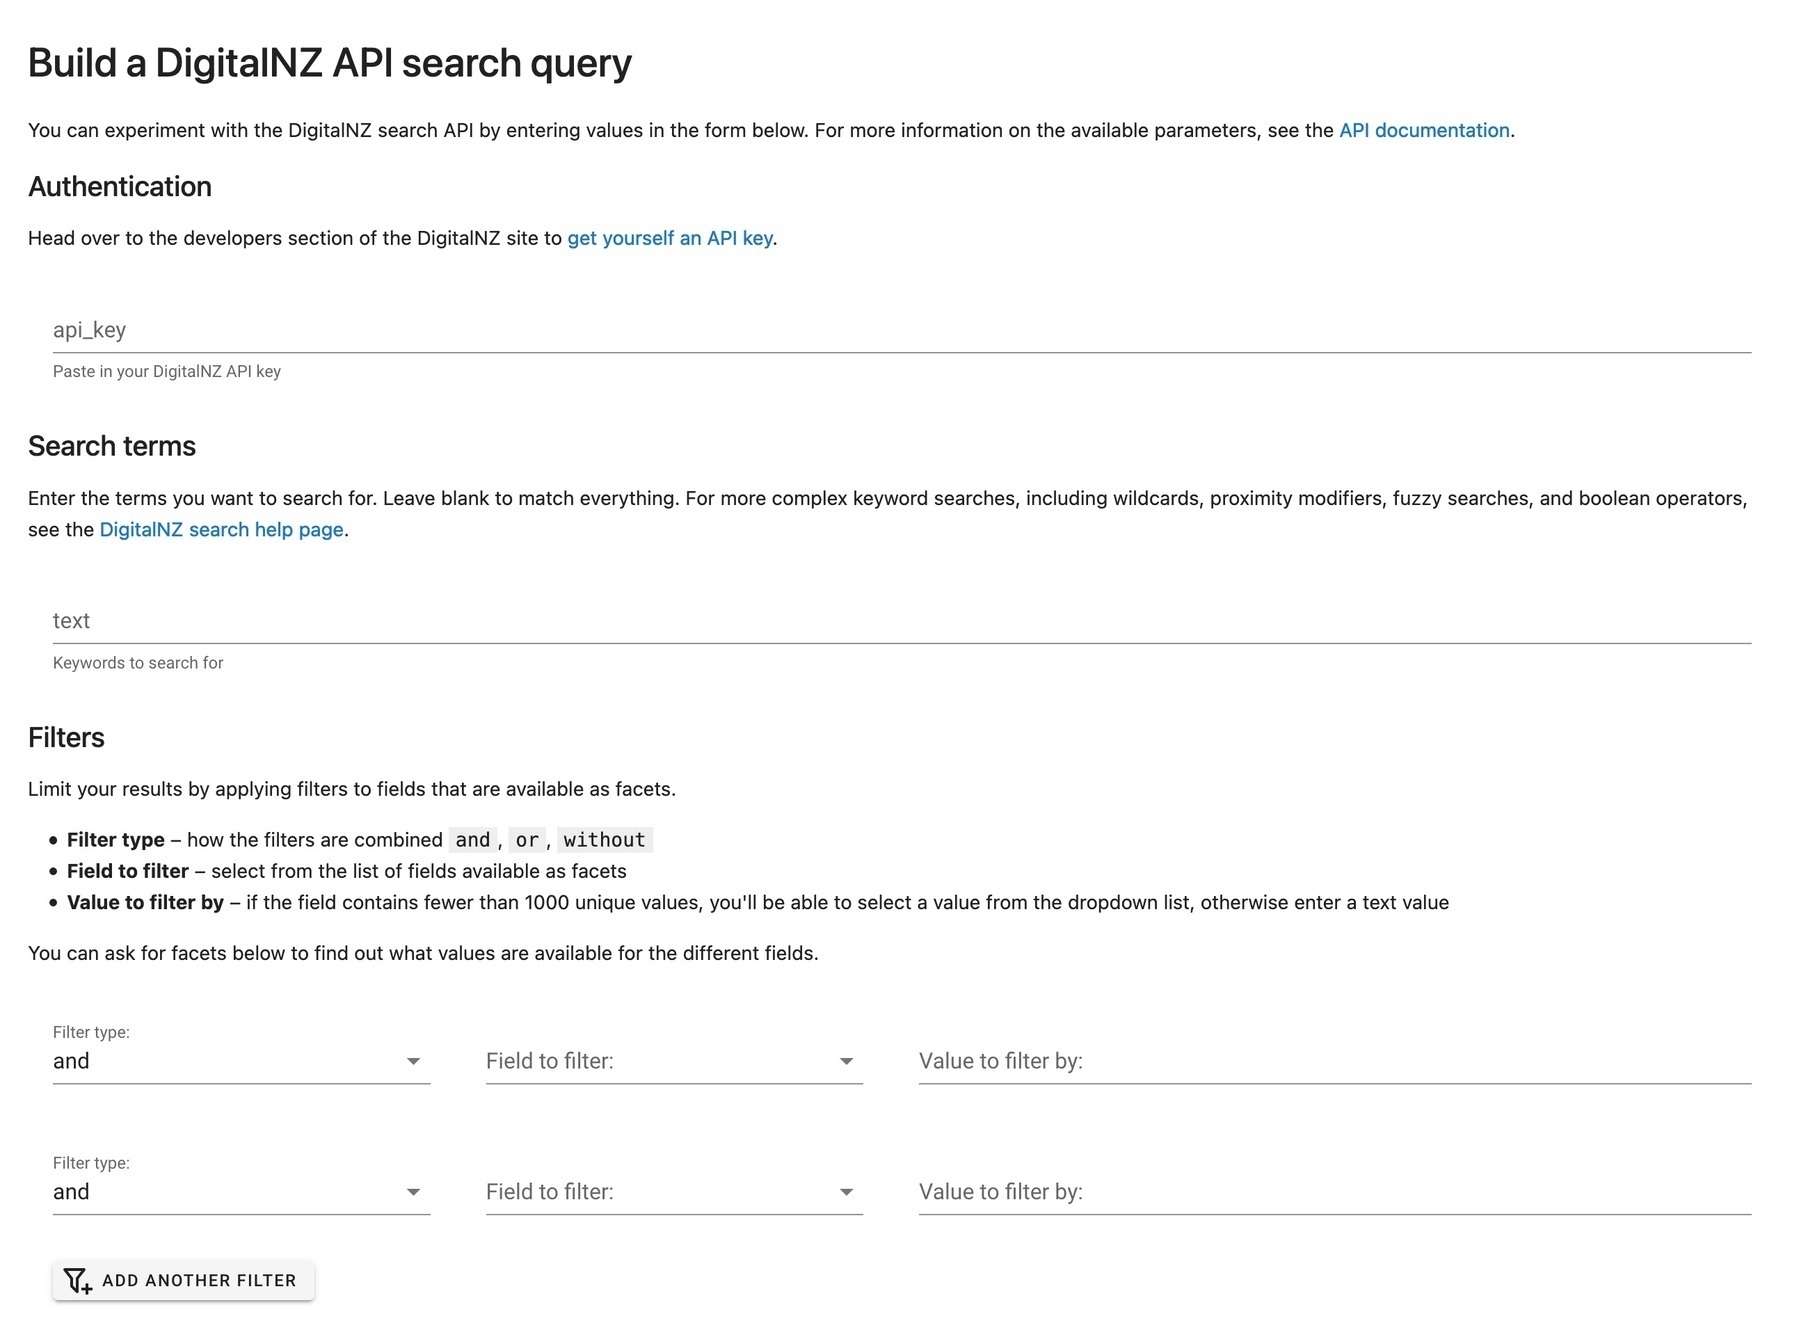 Build a DigitalNZ API search query
You can experiment with the DigitalNZ search API by entering values in the form below. For more information on the available parameters, see the API documentation.
Authentication
Head over to the developers section of the DigitalNZ site to get yourself an API key.
api_key
Paste in your DigitalNZ API key
Search terms
Enter the terms you want to search for. Leave blank to match everything. For more complex keyword searches, including wildcards, proximity modifiers, fuzzy searches, and boolean operators,
see the DigitalNZ search help page.
text
Keywords to search for
Filters
Limit your results by applying filters to fields that are available as facets.
• Filter type – how the filters are combined and , or , without
• Field to filter – select from the list of fields available as facets
• Value to filter by – if the field contains fewer than 1000 unique values, you'll be able to select a value from the dropdown list, otherwise enter a text value
You can ask for facets below to find out what values are available for the different fields.
Filter type:
and Field to filter: Value to filter by:
Filter type:
and Field to filter: Value to filter by:
ADD ANOTHER FILTER